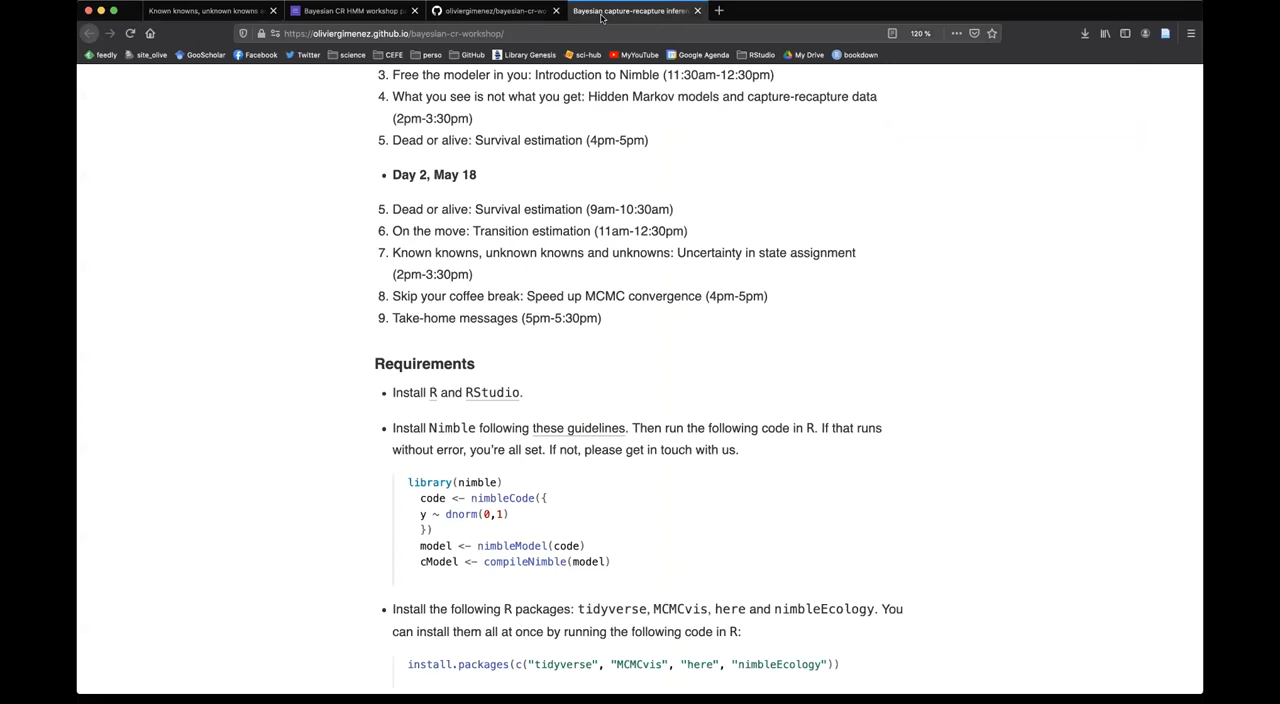 Known knowns, unknown knowns a
Bayesian CR HMM workshop p
oliviergimenez/bayesian-cr-wo
Bayesian capture-recapture infere
https://oliviergimenez.github.io/bayesian-cr-workshop/
120 %
feedly site_olive GooScholar Facebook Twitter science CEFE perso GitHub Library Genesis sci-hub MyYouTube Google Agenda RStudio My Drive bookdown
3. Free the modeler in you: Introduction to Nimble (11:30am-12:30pm)
4. What you see is not what you get: Hidden Markov models and capture-recapture data
(2pm-3:30pm)
5. Dead or alive: Survival estimation (4pm-5pm)
• Day 2, May 18
5. Dead or alive: Survival estimation (9am-10:30am)
6. On the move: Transition estimation (11am-12:30pm)
7. Known knowns, unknown knowns and unknowns: Uncertainty in state assignment
(2pm-3:30pm)
8. Skip your coffee break: Speed up MCMC convergence (4pm-5pm)
9. Take-home messages (5pm-5:30pm)
Requirements
• Install R and RStudio.
• Install Nimble following these guidelines. Then run the following code in R. If that runs
without error, you're all set. If not, please get in touch with us.
library(nimble)
code <- nimbleCode({
y ~ dnorm(0,1)
})
model <- nimbleModel(code)
cModel <- compileNimble(model)
• Install the following R packages: tidyverse, MCMCvis, here and nimbleEcology. You
can install them all at once by running the following code in R:
install.packages(c("tidyverse", "MCMCvis", "here", "nimbleEcology"))